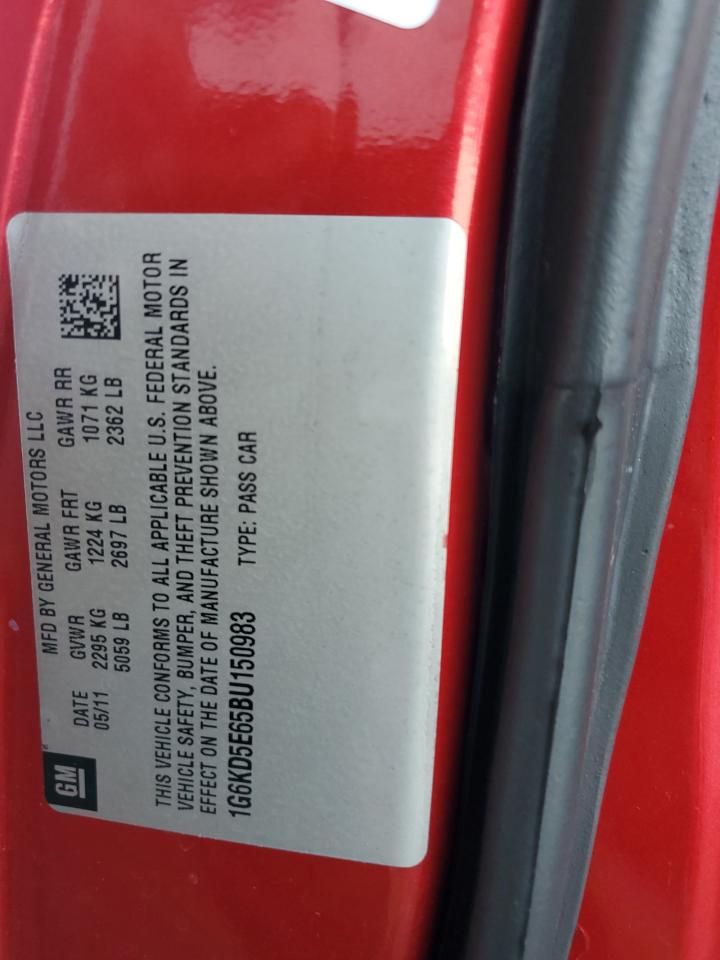 GM
MFD BY GENERAL MOTORS LLC
DATE GVWR GAWR FRT GAWR RR
05/11 2295 KG 1224 KG 1071 KG
5059 LB 2697 LB 2362 LB
THIS VEHICLE CONFORMS TO ALL APPLICABLE U.S. FEDERAL MOTOR
VEHICLE SAFETY, BUMPER, AND THEFT PREVENTION STANDARDS IN
EFFECT ON THE DATE OF MANUFACTURE SHOWN ABOVE.
1G6KD5E65BU150983 TYPE: PASS CAR